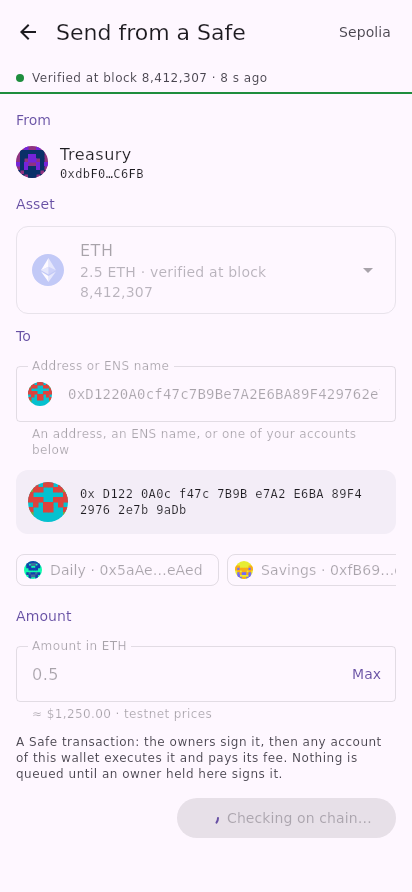 Send from a Safe
Sepolia
Verified at block 8,412,307 · 8 s ago
From
Treasury
0xdbF0…C6FB
Asset
ETH
2.5 ETH · verified at block
8,412,307
To
Address or ENS name
0xD1220A0cf47c7B9Be7A2E6BA89F429762e
An address, an ENS name, or one of your accounts
below
0x D122 0A0c f47c 7B9B e7A2 E6BA 89F4
2976 2e7b 9aDb
Daily · 0x5aAe…eAed
Savings · 0xfB69…
Amount
Amount in ETH
0.5
Max
≈ $1,250.00 · testnet prices
A Safe transaction: the owners sign it, then any account
of this wallet executes it and pays its fee. Nothing is
queued until an owner held here signs it.
Checking on chain…